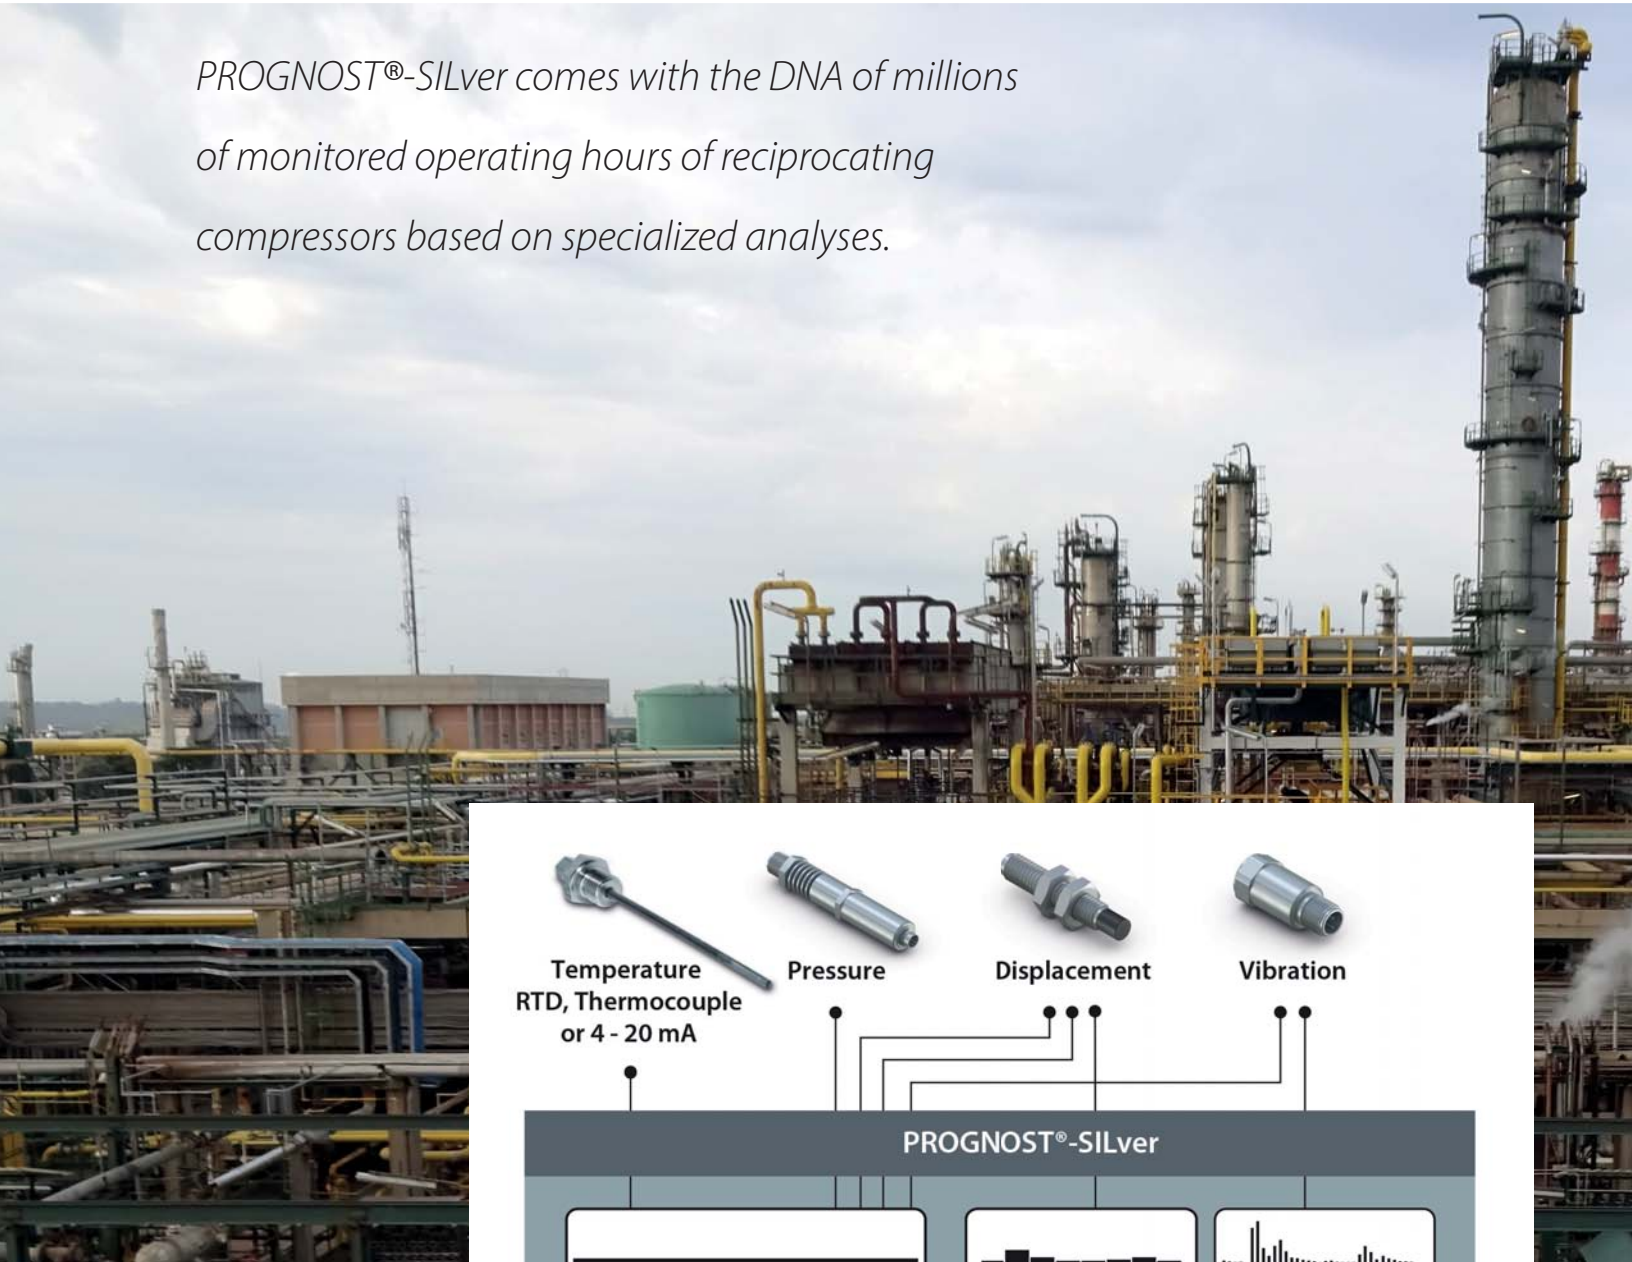 PROGNOST®-SILver comes with the DNA of millions
of monitored operating hours of reciprocating
compressors based on specialized analyses.
Temperature
RTD, Thermocouple
or 4 - 20 mA
Pressure
Displacement
Vibration
PROGNOST®-SILver